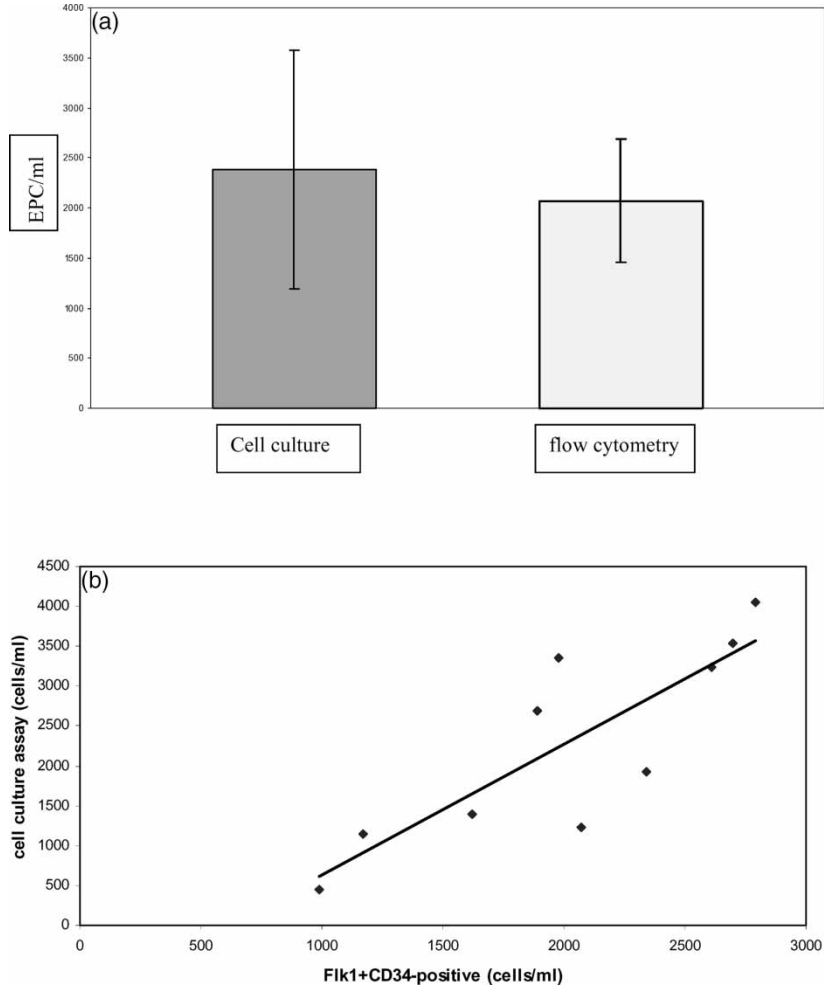 (a)
4000
3500
3000
2500
2000
1500
1000
500
0
EPC/ml
Cell culture
flow cytometry
(b)
4500
4000
3500
3000
2500
2000
1500
1000
500
0
cell culture assay (cells/ml)
0 500 1000 1500 2000 2500 3000
Flk1+CD34-positive (cells/ml)